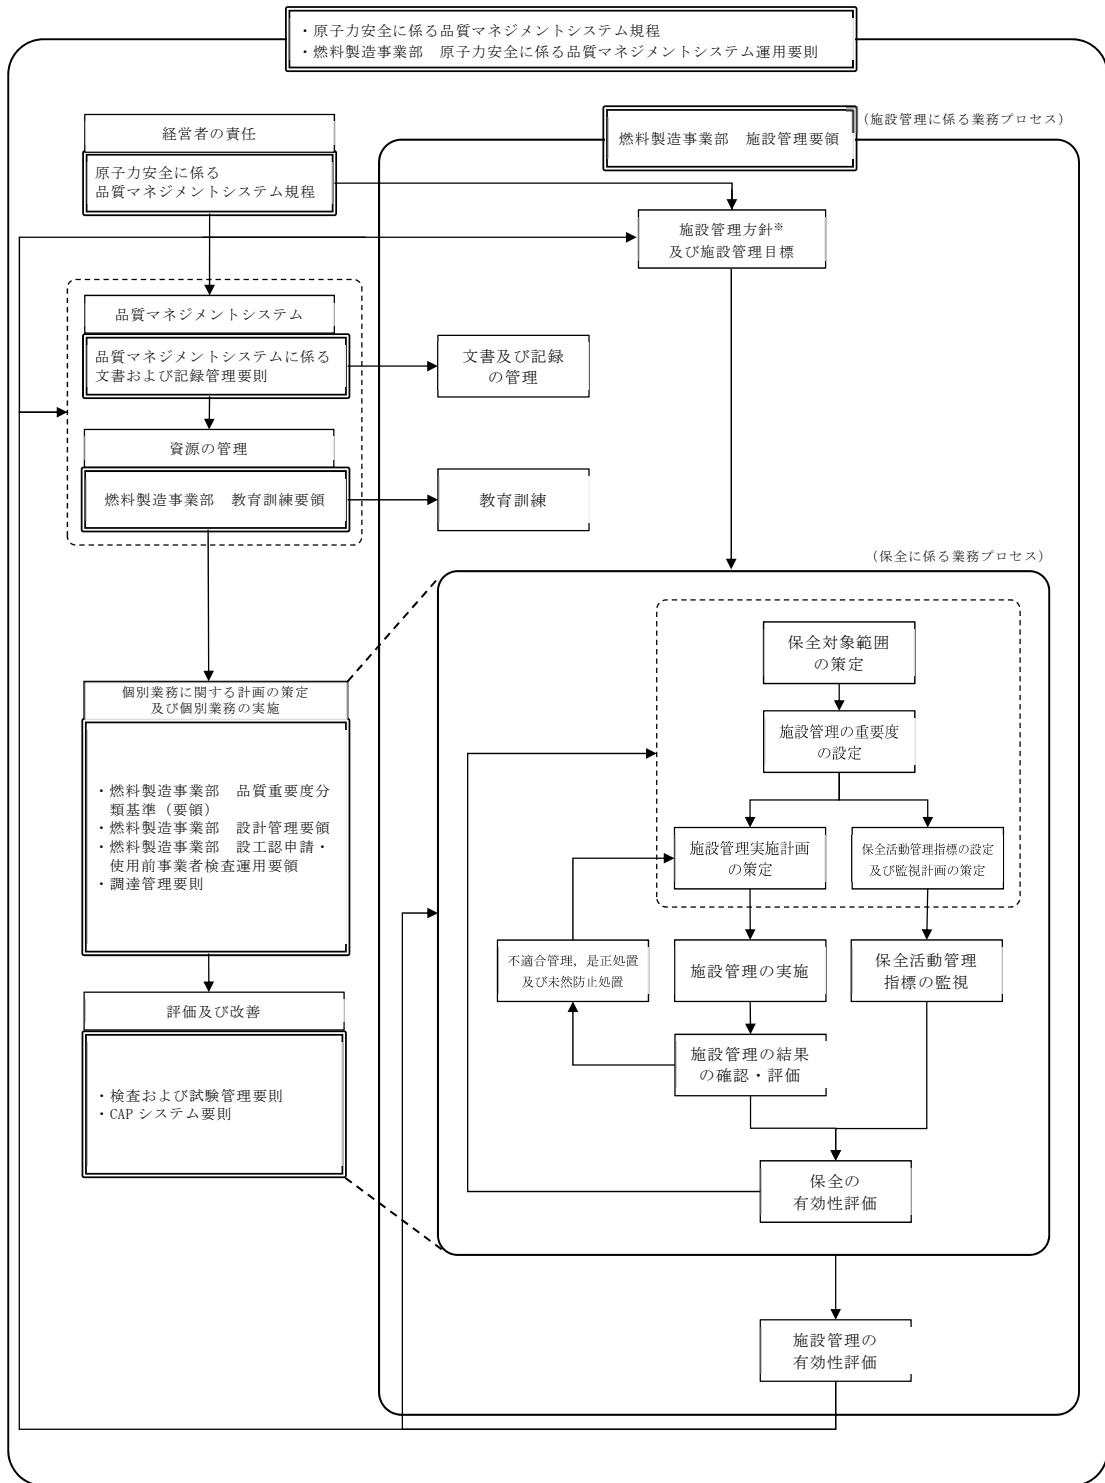 ・原子力安全に係る品質マネジメントシステム規程
・燃料製造事業部　原子力安全に係る品質マネジメントシステム運用要則
経営者の責任
原子力安全に係る
品質マネジメントシステム規程
燃料製造事業部　施設管理要領
(施設管理に係る業務プロセス)
施設管理方針※
及び施設管理目標
品質マネジメントシステム
品質マネジメントシステムに係る
文書および記録管理要則
文書及び記録
の管理
資源の管理
燃料製造事業部　教育訓練要領
教育訓練
(保全に係る業務プロセス)
個別業務に関する計画の策定
及び個別業務の実施
・燃料製造事業部　品質重要度分
類基準（要領）
・燃料製造事業部　設計管理要領
・燃料製造事業部　設工認申請・
使用前事業者検査運用要領
・調達管理要則
評価及び改善
・検査および試験管理要則
・CAP システム要則
保全対象範囲
の策定
施設管理の重要度
の設定
施設管理実施計画
の策定
保全活動管理指標の設定
及び監視計画の策定
不適合管理，是正処置
及び未然防止処置
施設管理の実施
保全活動管理
指標の監視
施設管理の結果
の確認・評価
保全の
有効性評価
施設管理の
有効性評価